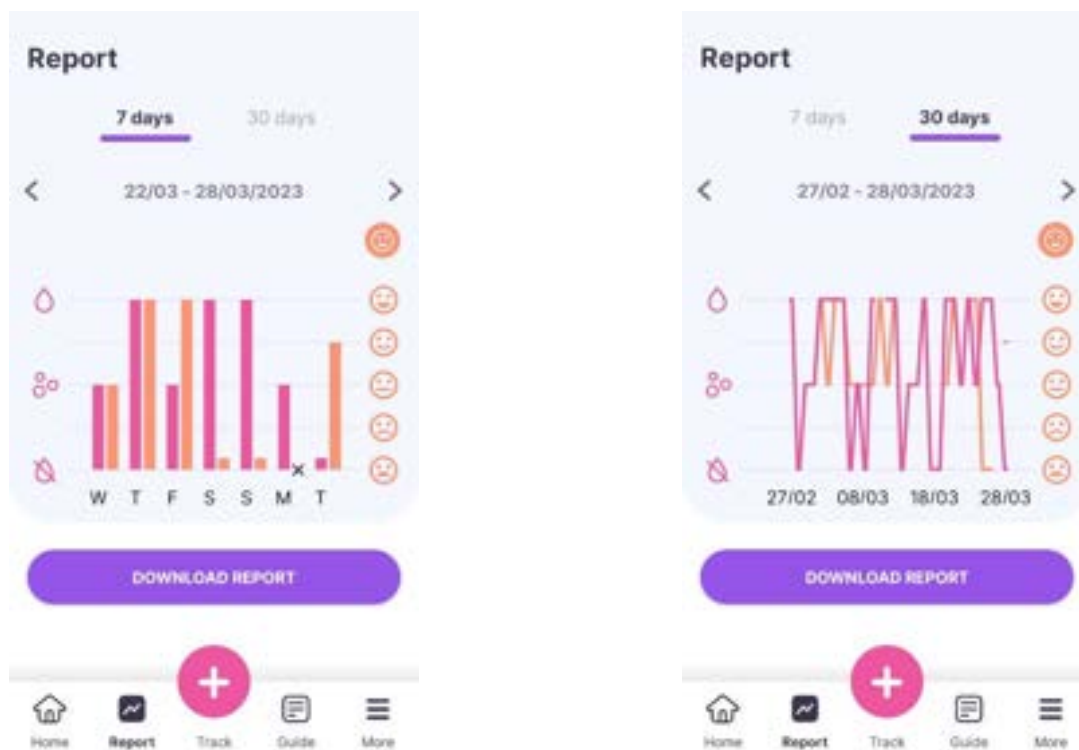 Report
7 days 30 days
22/03 - 28/03/2023
W T F S S M T
DOWNLOAD REPORT
Home Report Track Guide More
Report
7 days 30 days
27/02 - 28/03/2023
27/02 08/03 18/03 28/03
DOWNLOAD REPORT
Home Report Track Guide More